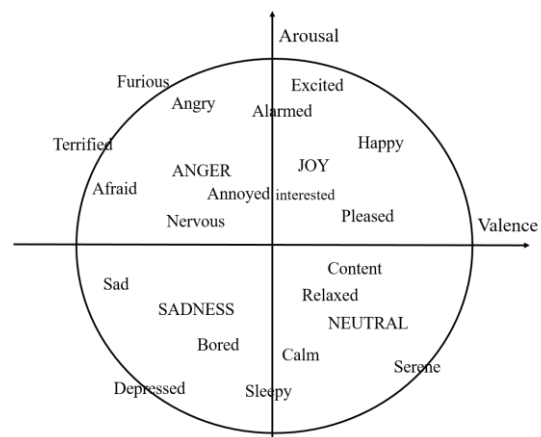 Arousal
Furious
Excited
Angry
Alarmed
Terrified
Happy
ANGER
JOY
Afraid
Annoyed
interested
Nervous
Pleased
Valence
Content
Sad
Relaxed
SADNESS
NEUTRAL
Bored
Calm
Serene
Depressed
Sleepy